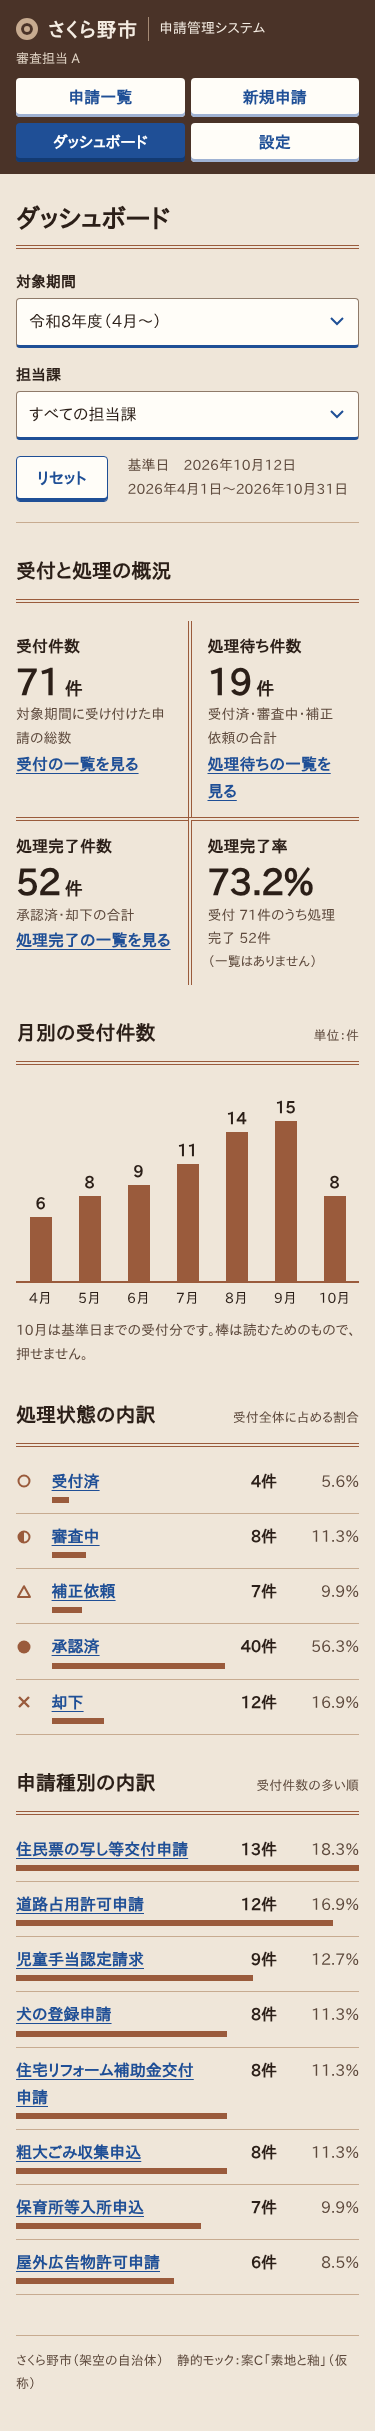 さくら野市 申請管理システム
審査担当 A
申請一覧
新規申請
ダッシュボード
設定
ダッシュボード
対象期間
令和8年度（4月〜）
担当課
すべての担当課
リセット
基準日　2026年10月12日
2026年4月1日〜2026年10月31日
受付と処理の概況
受付件数
71 件
対象期間に受け付けた申
請の総数
受付の一覧を見る
処理待ち件数
19 件
受付済・審査中・補正
依頼の合計
処理待ちの一覧を
見る
処理完了件数
52 件
承認済・却下の合計
処理完了の一覧を見る
処理完了率
73.2%
受付 71件のうち処理
完了 52件
（一覧はありません）
月別の受付件数 単位：件
6 8 9 11 14 15 8
4月 5月 6月 7月 8月 9月 10月
10月は基準日までの受付分です。棒は読むためのもので、
押せません。
処理状態の内訳 受付全体に占める割合
受付済 4件 5.6%
審査中 8件 11.3%
補正依頼 7件 9.9%
承認済 40件 56.3%
却下 12件 16.9%
申請種別の内訳 受付件数の多い順
住民票の写し等交付申請 13件 18.3%
道路占用許可申請 12件 16.9%
児童手当認定請求 9件 12.7%
犬の登録申請 8件 11.3%
住宅リフォーム補助金交付 8件 11.3%
申請
粗大ごみ収集申込 8件 11.3%
保育所等入所申込 7件 9.9%
屋外広告物許可申請 6件 8.5%
さくら野市（架空の自治体）　静的モック：案C「素地と釉」（仮
称）